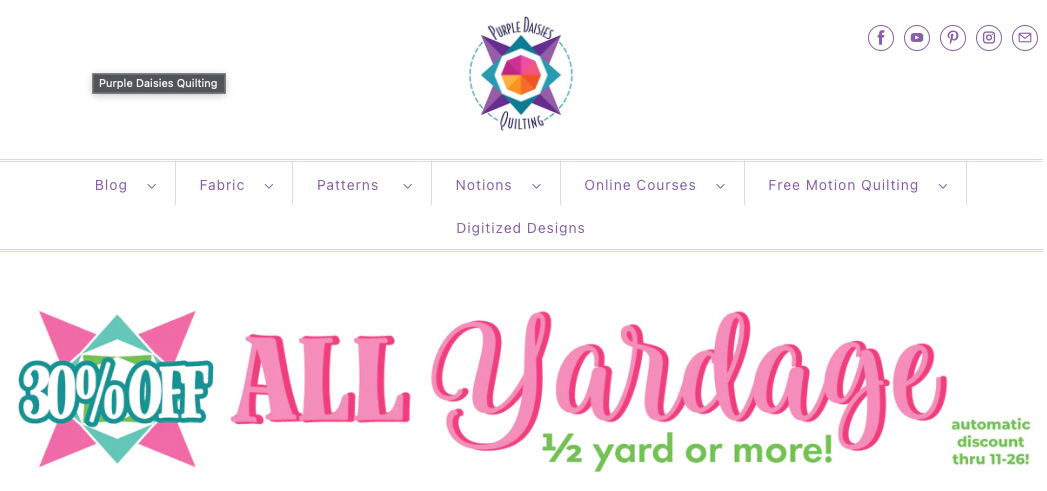 PURPLE DAISIES
QUILTING
Purple Daisies Quilting
Blog
Fabric
Patterns
Notions
Online Courses
Free Motion Quilting
Digitized Designs
30% OFF
ALL Yardage
½ yard or more!
automatic
discount
thru 11-26!